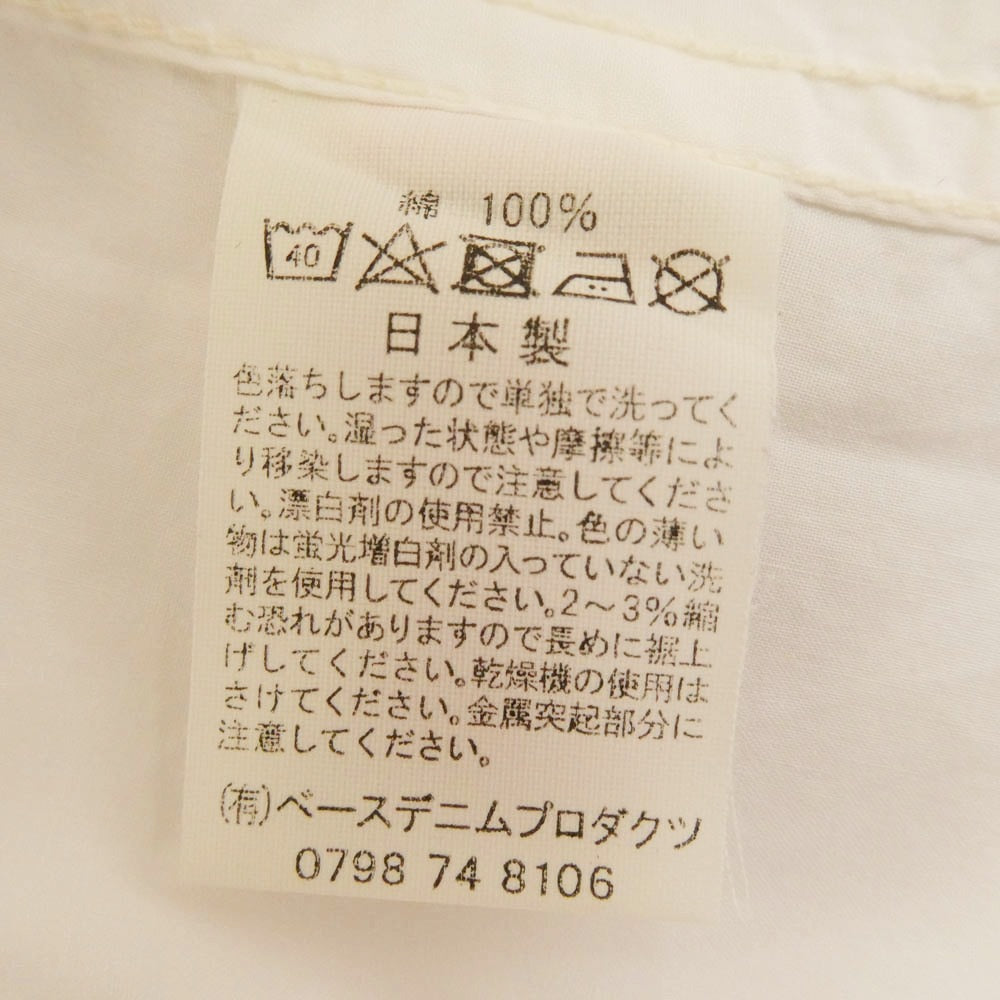 綿 100%
40
日本製
色落ちしますので単独で洗ってく
ださい。湿った状態や摩擦等によ
り移染しますので注意してくださ
い。漂白剤の使用禁止。色の薄い
物は蛍光増白剤の入っていない洗
剤を使用してください。2～3%縮
む恐れがありますので長めに裾上
げしてください。乾燥機の使用は
さけてください。金属突起部分に
注意してください。
(有)ベースデニムプロダクツ
0798 74 8106